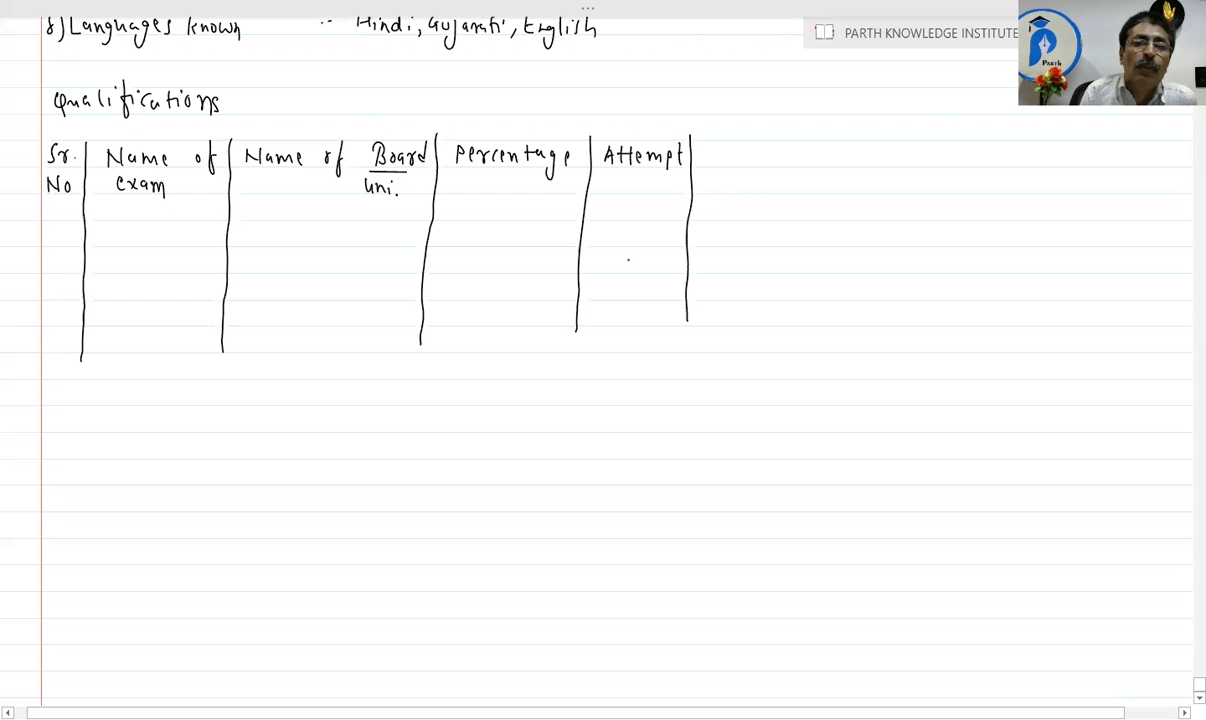 8) Languages known :- Hindi, Gujarati, English
PARTH KNOWLEDGE INSTITUTE
Parth
Qualifications
Sr. No
Name of exam
Name of Board
uni.
Percentage
Attempt